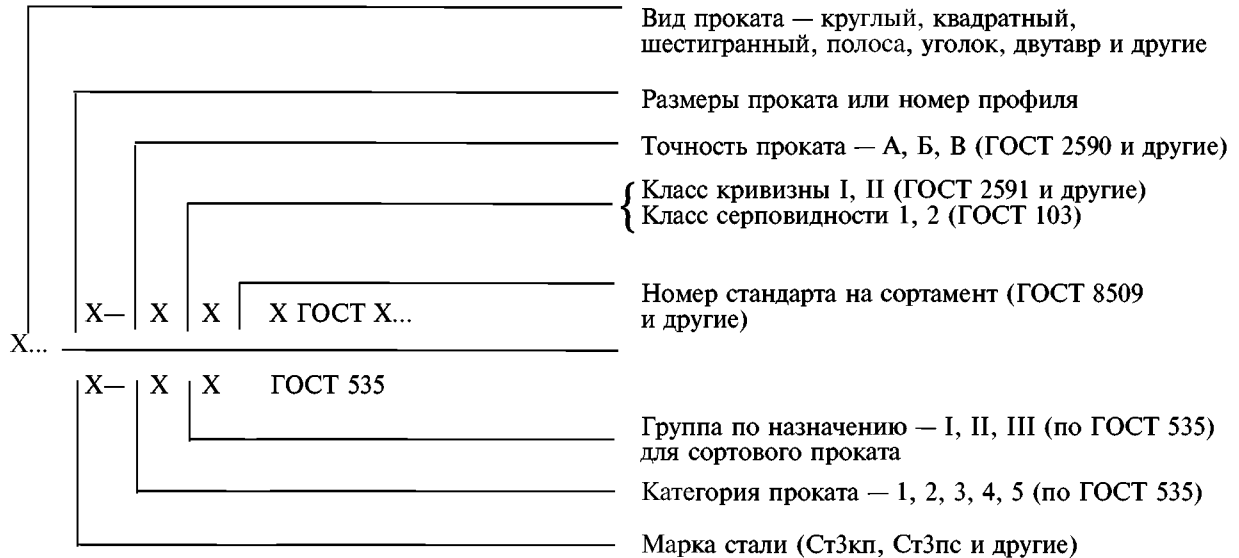 Вид проката — круглый, квадратный,
шестигранный, полоса, уголок, двутавр и другие
Размеры проката или номер профиля
Точность проката — А, Б, В (ГОСТ 2590 и другие)
Класс кривизны I, II (ГОСТ 2591 и другие)
Класс серповидности 1, 2 (ГОСТ 103)
Номер стандарта на сортамент (ГОСТ 8509
и другие)
Х— Х Х Х ГОСТ Х...
Х...
Х— Х Х ГОСТ 535
Группа по назначению — I, II, III (по ГОСТ 535)
для сортового проката
Категория проката — 1, 2, 3, 4, 5 (по ГОСТ 535)
Марка стали (Ст3кп, Ст3пс и другие)